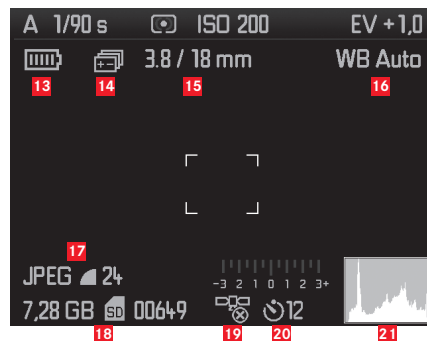 A 1/90 s ISO 200 EV +1,0
3.8 / 18 mm WB Auto
13 14 15 16
17
JPEG 24
-3 2 1 0 1 2 3+
7,28 GB SD 00649 12
18 19 20 21